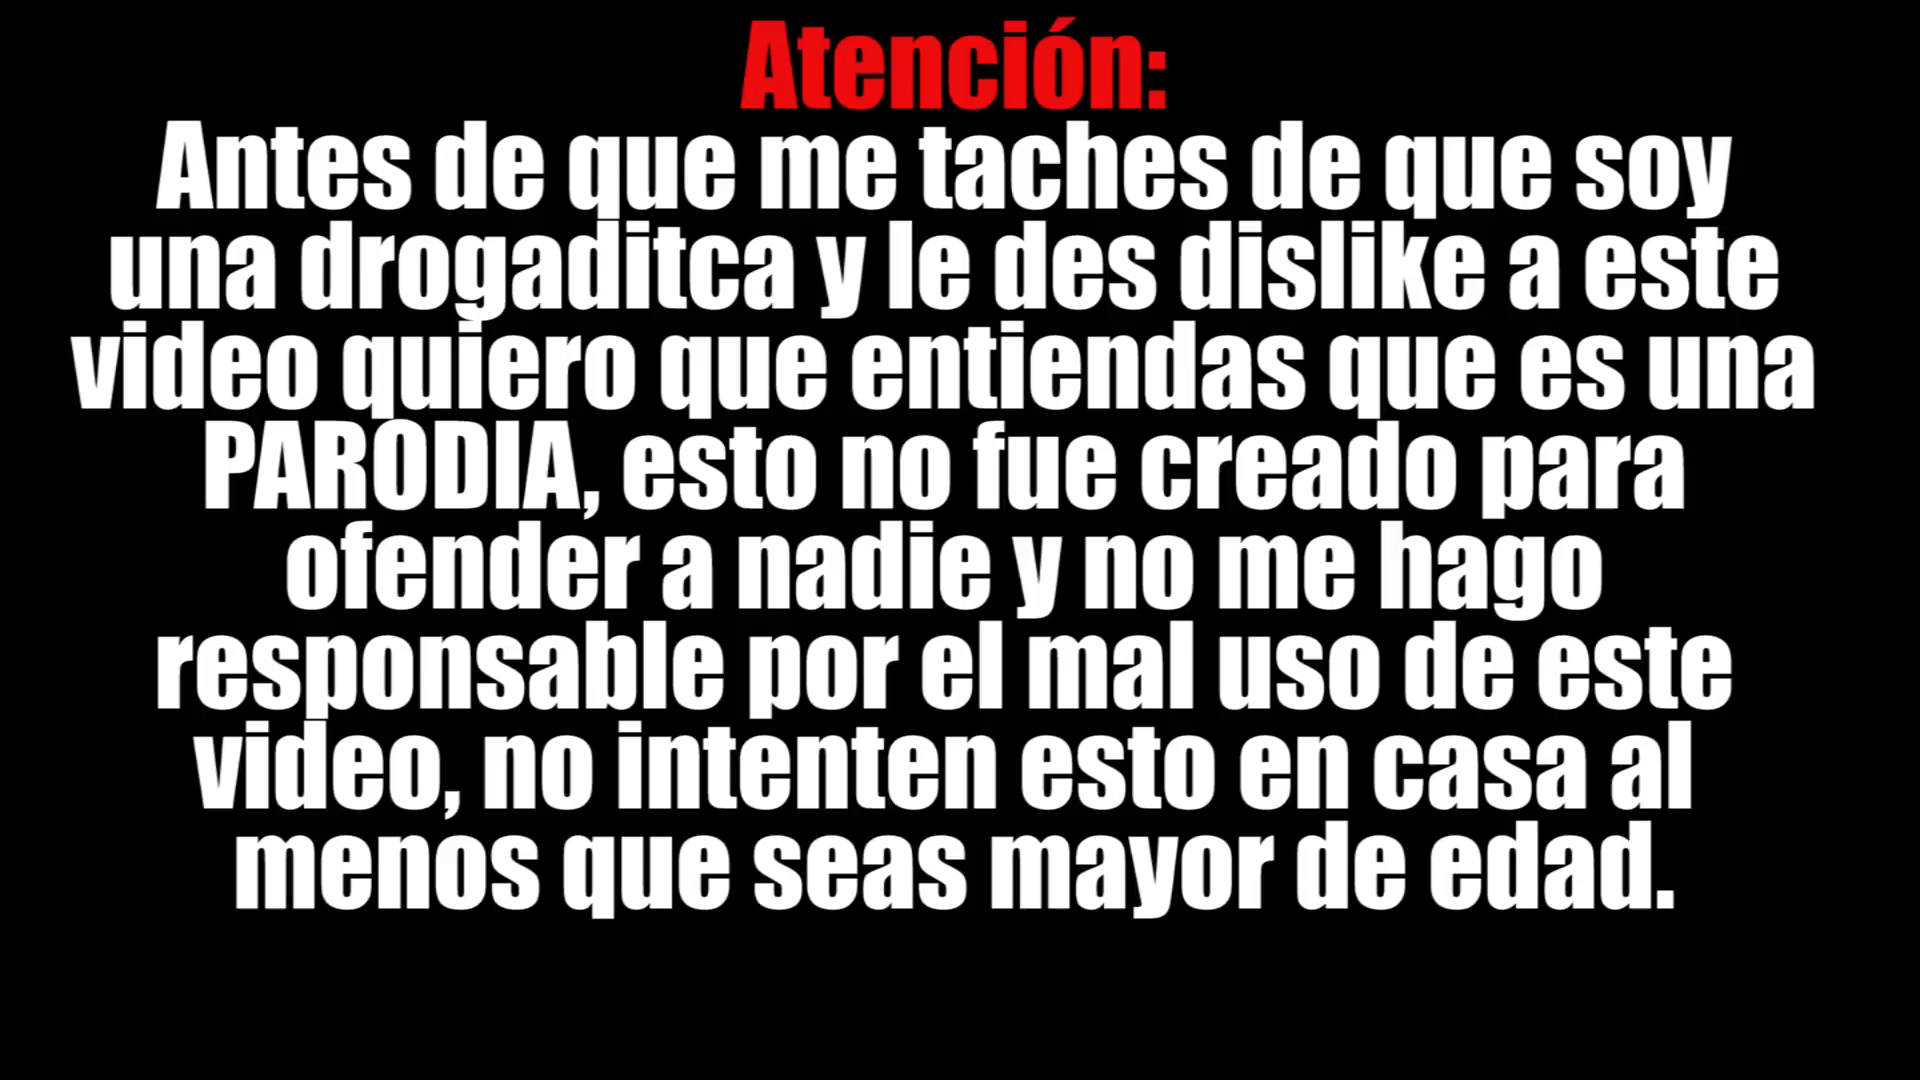 Atención:
Antes de que me taches de que soy
una drogaditca y le des dislike a este
video quiero que entiendas que es una
PARODIA, esto no fue creado para
ofender a nadie y no me hago
responsable por el mal uso de este
video, no intenten esto en casa al
menos que seas mayor de edad.